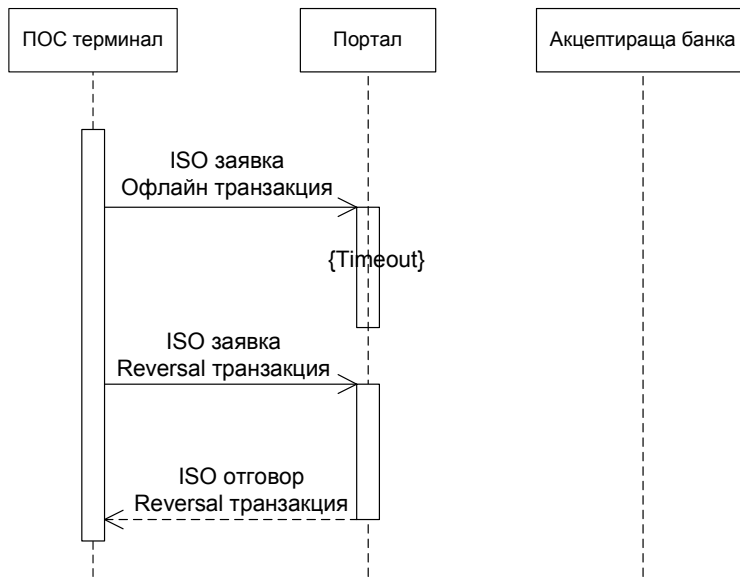 ПОС терминал
Портал
Акцептираща банка
ISO заявка
Офлайн транзакция
{Timeout}
ISO заявка
Reversal транзакция
ISO отговор
Reversal транзакция